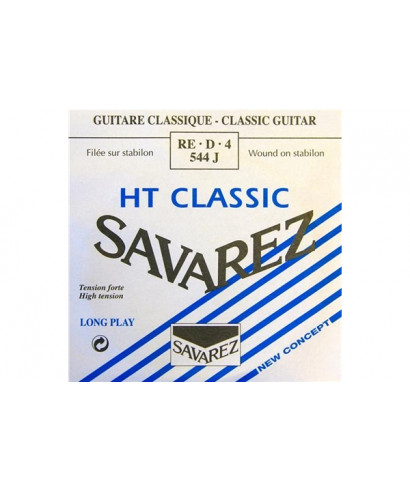 GUITARE CLASSIQUE - CLASSIC GUITAR
Filée sur stabilon
RE · D · 4
544 J
Wound on stabilon
HT CLASSIC
SAVAREZ
Tension forte
High tension
LONG PLAY
SAVAREZ
NEW CONCEPT